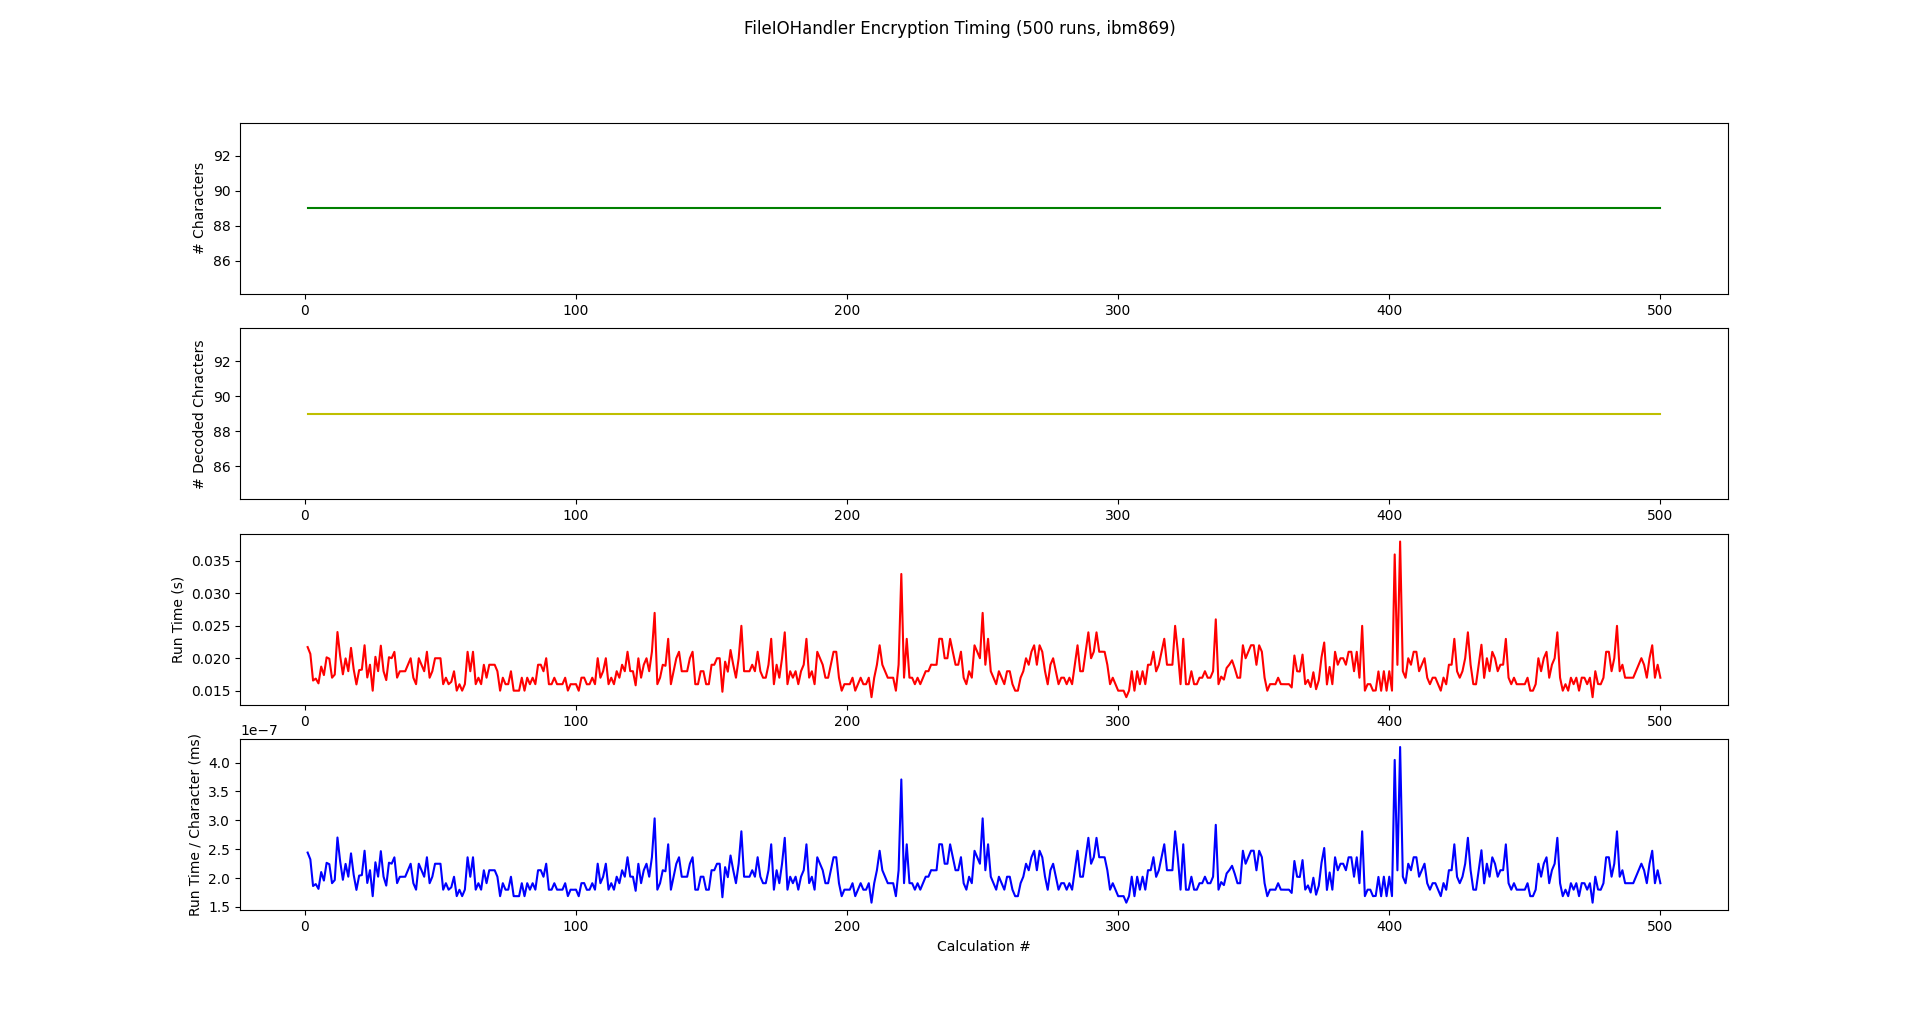 FileIOHandler Encryption Timing (500 runs, ibm869)
# Characters
92
90
88
86
0 100 200 300 400 500
# Decoded Chracters
92
90
88
86
0 100 200 300 400 500
Run Time (s)
0.035
0.030
0.025
0.020
0.015
0 100 200 300 400 500
1e−7
Run Time / Character (ms)
4.0
3.5
3.0
2.5
2.0
1.5
0 100 200 300 400 500
Calculation #